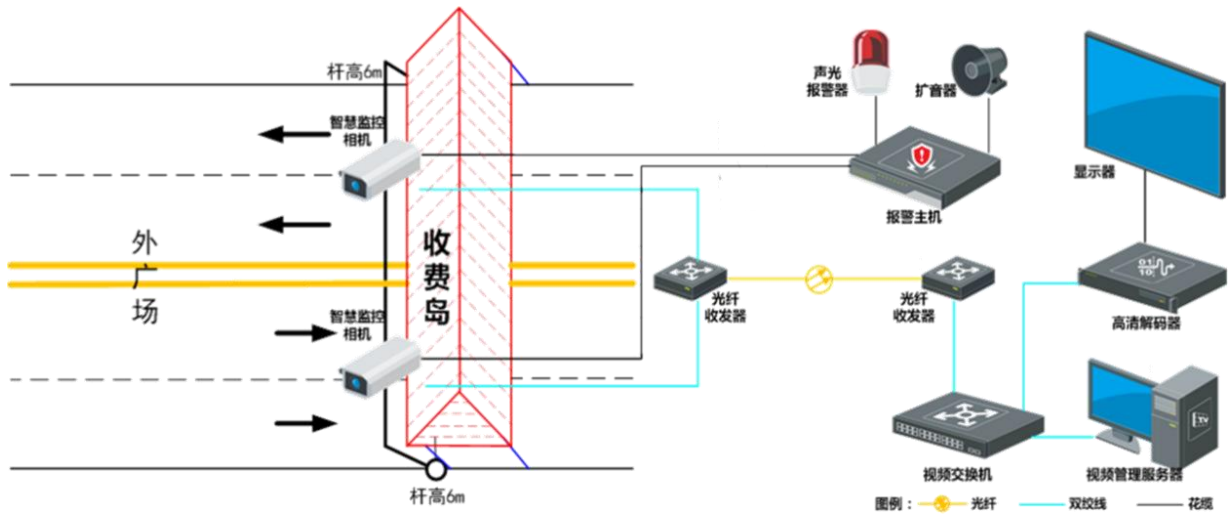 杆高6m
智慧监控
相机
外广场
收费岛
智慧监控
相机
杆高6m
声光
报警器
扩音器
报警主机
显示器
光纤
收发器
光纤
收发器
01
10
高清解码器
视频交换机
TV
视频管理服务器
图例：
光纤
双绞线
花缆